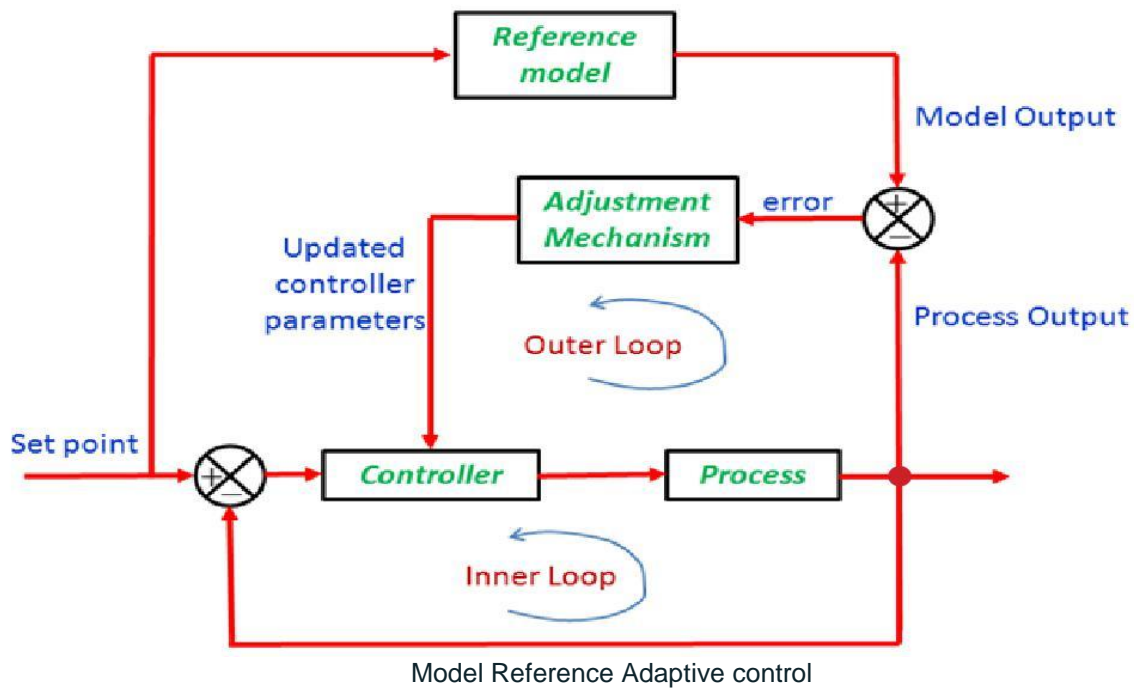 Reference
model
Model Output
+
−
error
Adjustment
Mechanism
Updated
controller
parameters
Process Output
Outer Loop
Set point
+
−
Controller
Process
Inner Loop
Model Reference Adaptive control